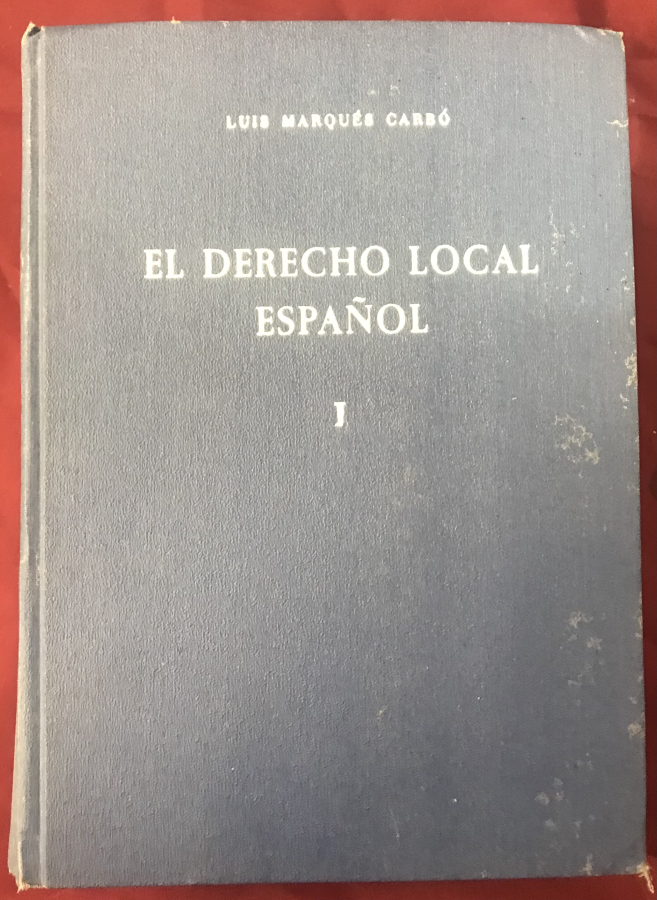 LUIS MARQUÉS CARBÓ
EL DERECHO LOCAL
ESPAÑOL
I